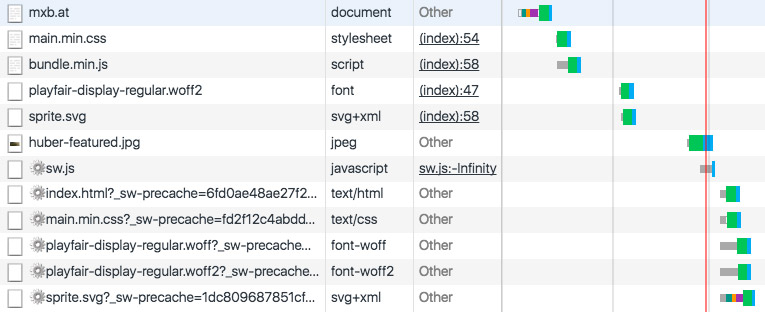 mxb.at document Other
main.min.css stylesheet (index):54
bundle.min.js script (index):58
playfair-display-regular.woff2 font (index):47
sprite.svg svg+xml (index):58
huber-featured.jpg jpeg Other
sw.js javascript sw.js:-Infinity
index.html?_sw-precache=6fd0ae48ae27f2... text/html Other
main.min.css?_sw-precache=fd2f12c4abdd... text/css Other
playfair-display-regular.woff?_sw-precache... font-woff Other
playfair-display-regular.woff2?_sw-precache... font-woff2 Other
sprite.svg?_sw-precache=1dc809687851cf... svg+xml Other